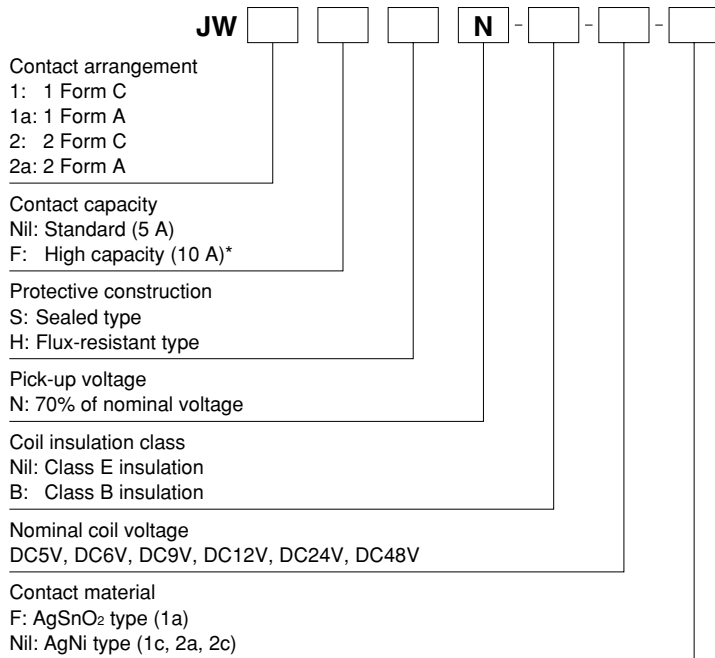 JW N - - -
Contact arrangement
1: 1 Form C
1a: 1 Form A
2: 2 Form C
2a: 2 Form A
Contact capacity
Nil: Standard (5 A)
F: High capacity (10 A)*
Protective construction
S: Sealed type
H: Flux-resistant type
Pick-up voltage
N: 70% of nominal voltage
Coil insulation class
Nil: Class E insulation
B: Class B insulation
Nominal coil voltage
DC5V, DC6V, DC9V, DC12V, DC24V, DC48V
Contact material
F: AgSnO2 type (1a)
Nil: AgNi type (1c, 2a, 2c)